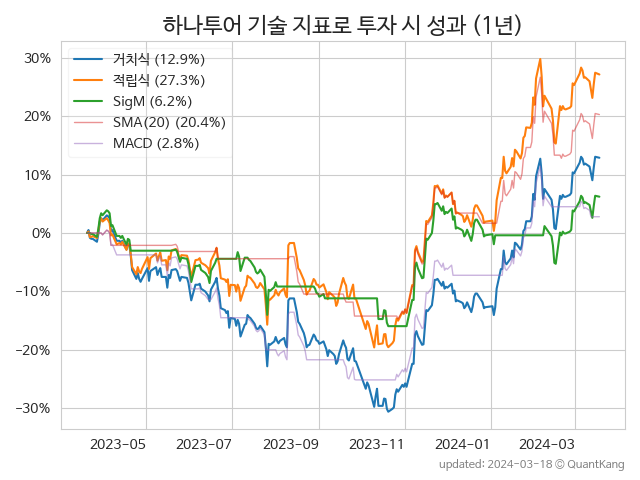 하나투어 기술 지표로 투자 시 성과 (1년)
30%
20%
10%
0%
−10%
−20%
−30%
거치식 (12.9%)
적립식 (27.3%)
SigM (6.2%)
SMA(20) (20.4%)
MACD (2.8%)
2023-05 2023-07 2023-09 2023-11 2024-01 2024-03
updated: 2024-03-18 © QuantKang